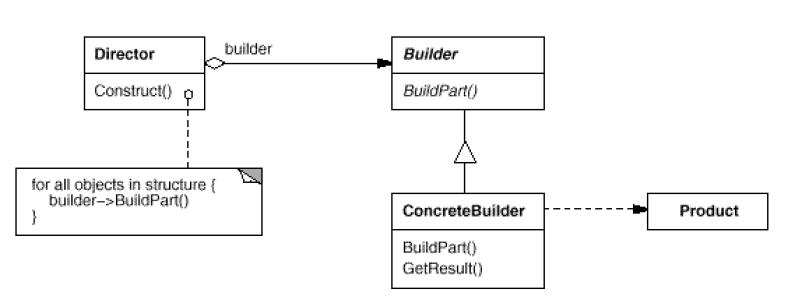 Director
Construct()
builder
Builder
BuildPart()
for all objects in structure {
builder->BuildPart()
}
ConcreteBuilder
BuildPart()
GetResult()
Product